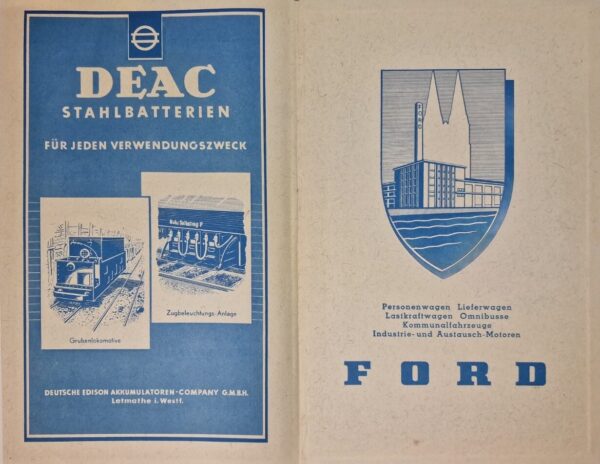 DEAC
STAHLBATTERIEN
FÜR JEDEN VERWENDUNGSZWECK
Grubenlokomotive
Zugbeleuchtungs-Anlage
DEUTSCHE EDISON AKKUMULATOREN-COMPANY G.M.B.H.
Letmathe i. Westf.
FORD
Personenwagen Lieferwagen
Lastkraftwagen Omnibusse
Kommunalfahrzeuge
Industrie- und Austausch-Motoren
FORD